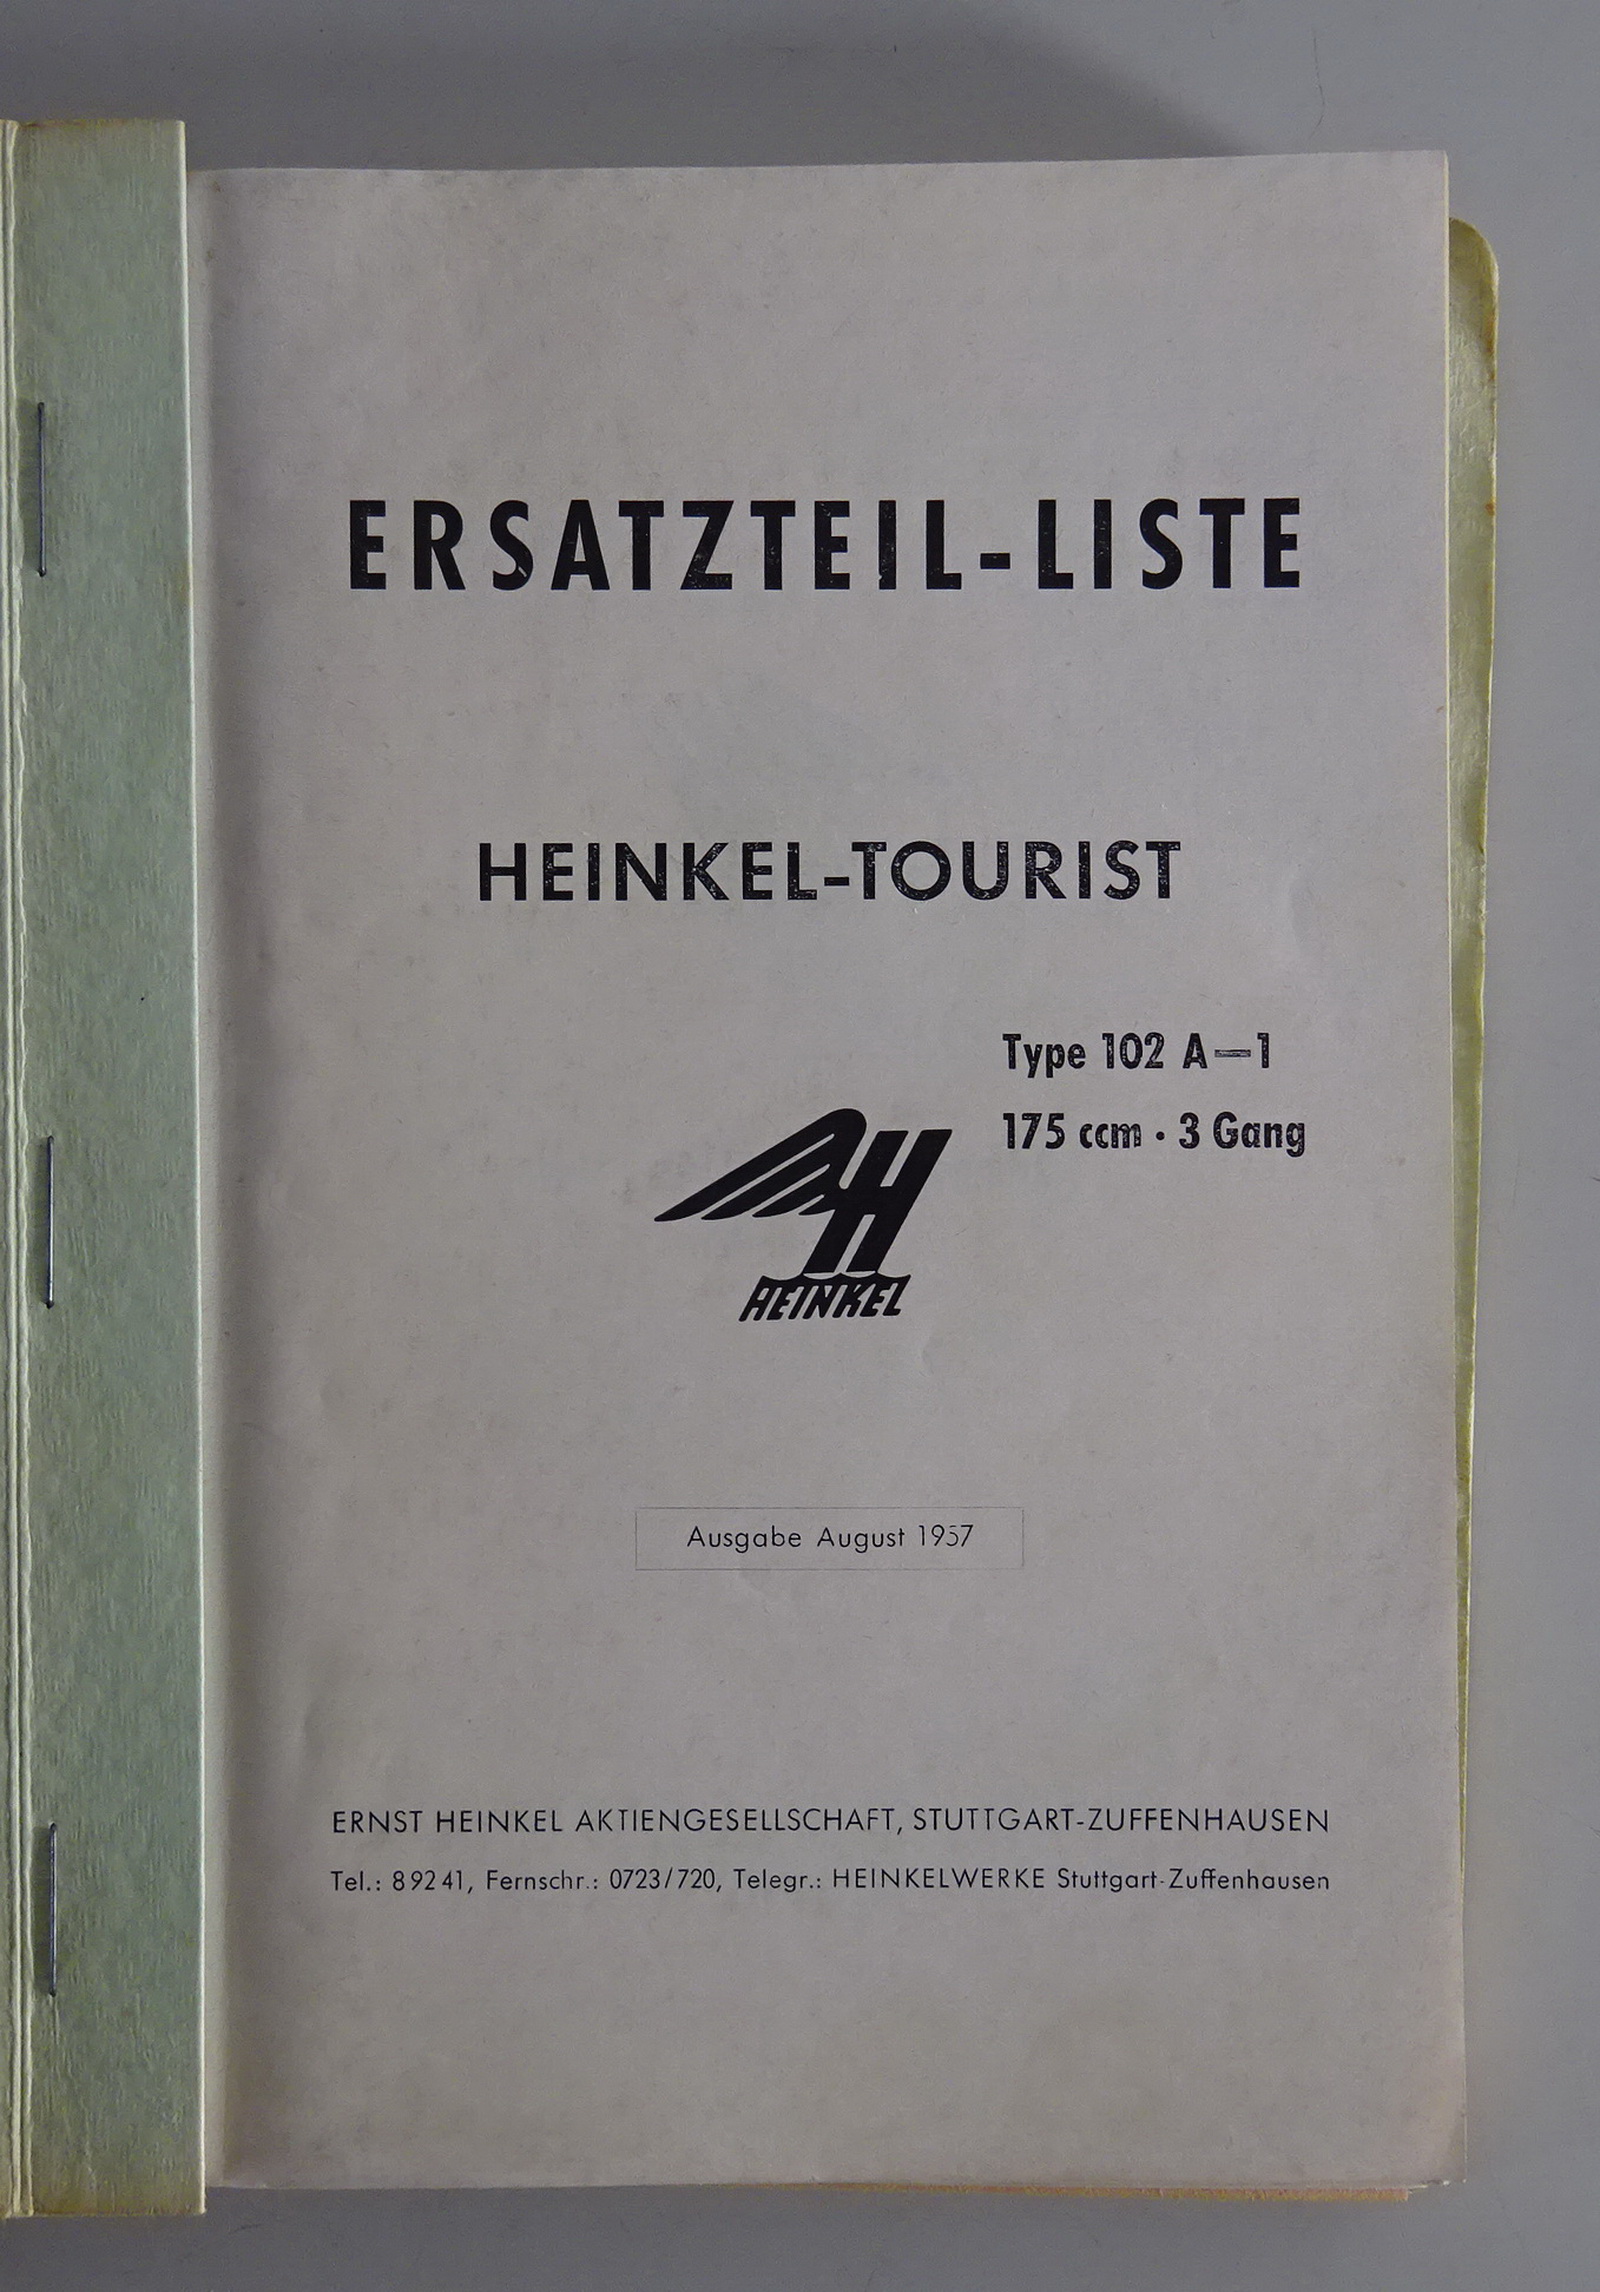 ERSATZTEIL-LISTE
HEINKEL-TOURIST
Type 102 A—1
175 ccm · 3 Gang
HEINKEL
Ausgabe August 1957
ERNST HEINKEL AKTIENGESELLSCHAFT, STUTTGART-ZUFFENHAUSEN
Tel.: 89241, Fernschr.: 0723/720, Telegr.: HEINKELWERKE Stuttgart-Zuffenhausen